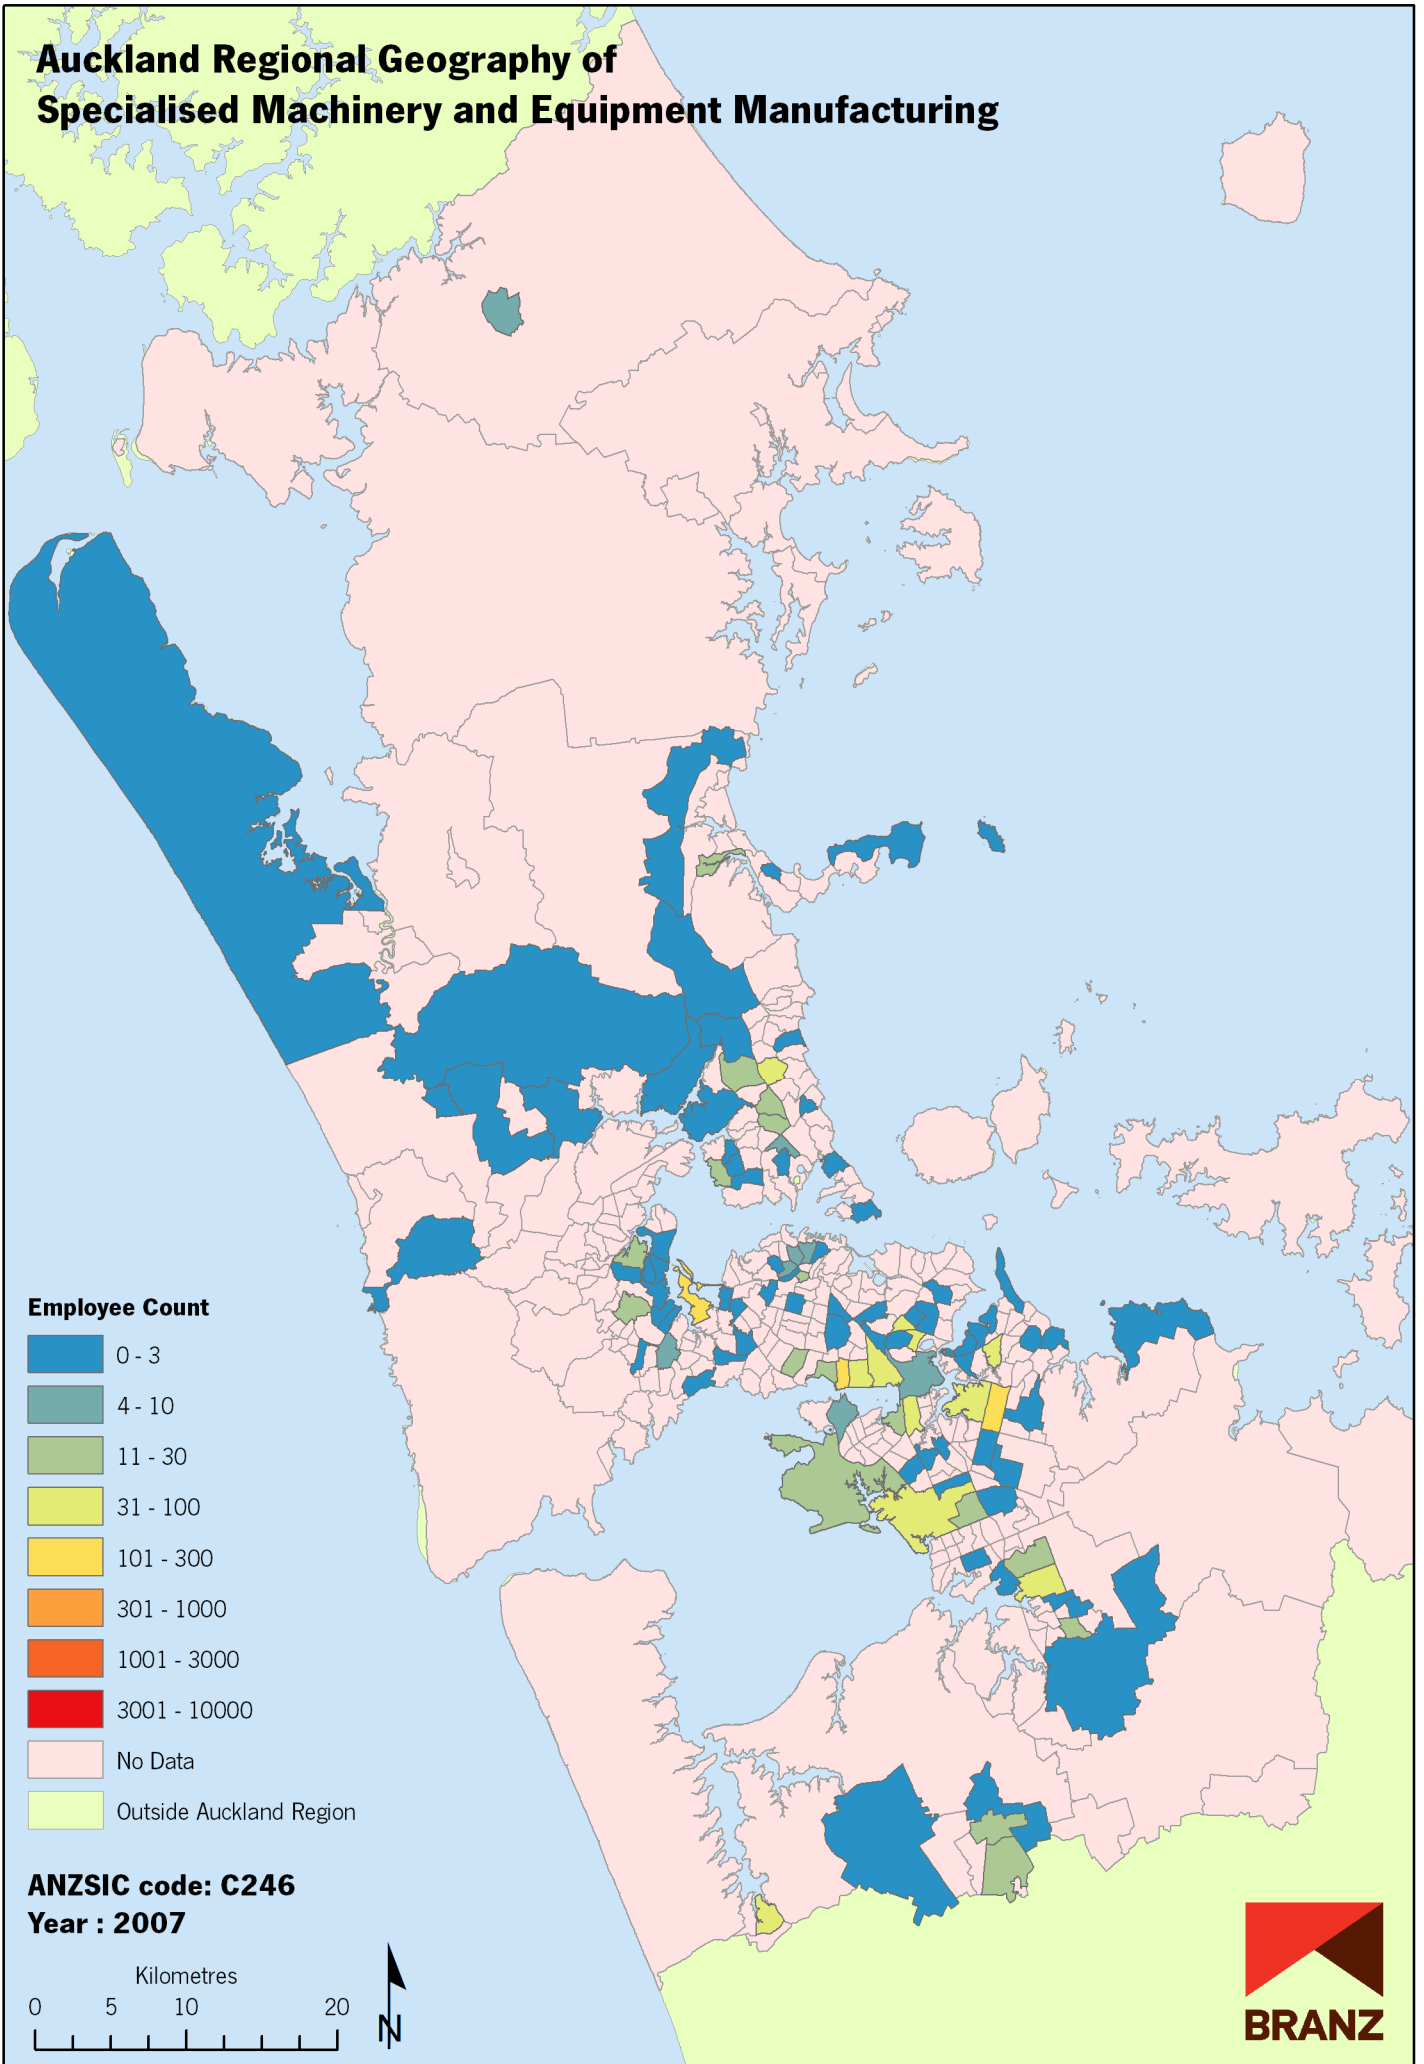 Auckland Regional Geography of
Specialised Machinery and Equipment Manufacturing
Employee Count
0 - 3
4 - 10
11 - 30
31 - 100
101 - 300
301 - 1000
1001 - 3000
3001 - 10000
No Data
Outside Auckland Region
ANZSIC code: C246
Year : 2007
Kilometres
0 5 10 20
N
BRANZ